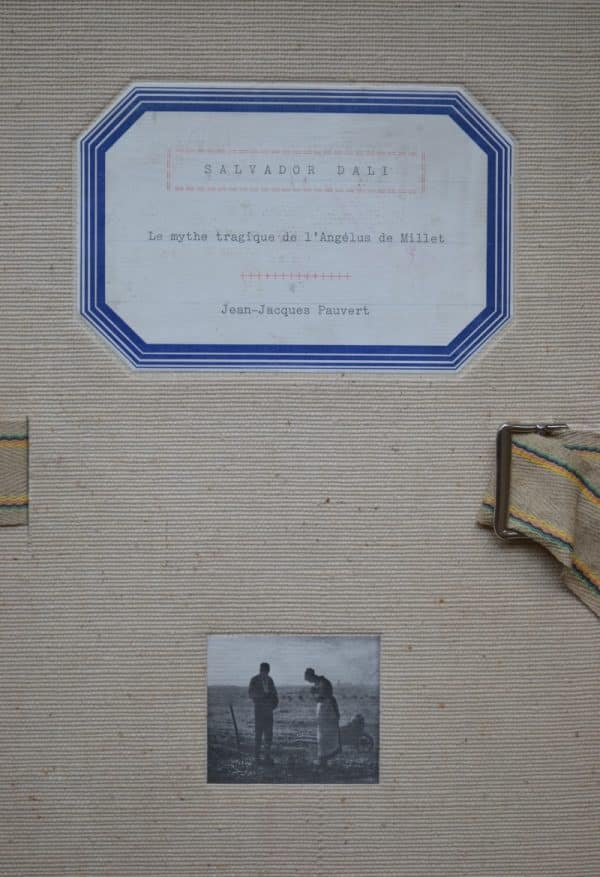 SALVADOR DALI
Le mythe tragique de l'Angélus de Millet
Jean-Jacques Pauvert